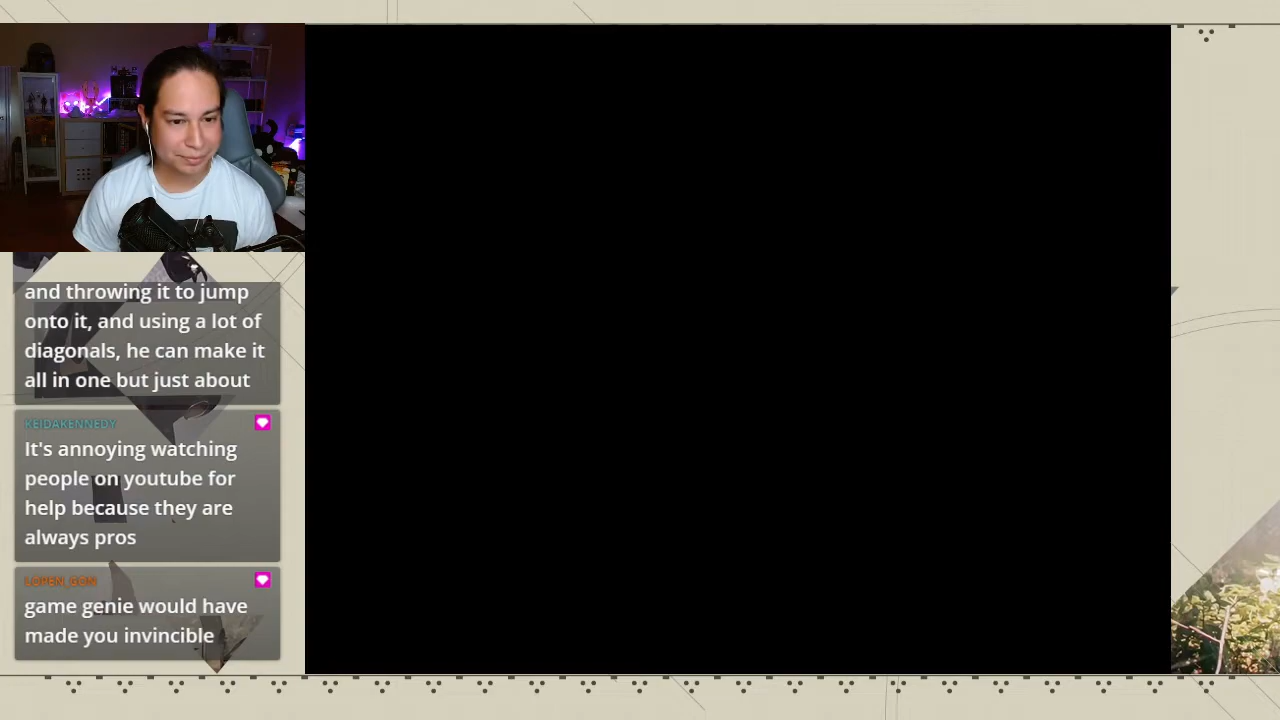 and throwing it to jump
onto it, and using a lot of
diagonals, he can make it
all in one but just about
KEIDAKENNEDY
It's annoying watching
people on youtube for
help because they are
always pros
LOREN_GON
game genie would have
made you invincible